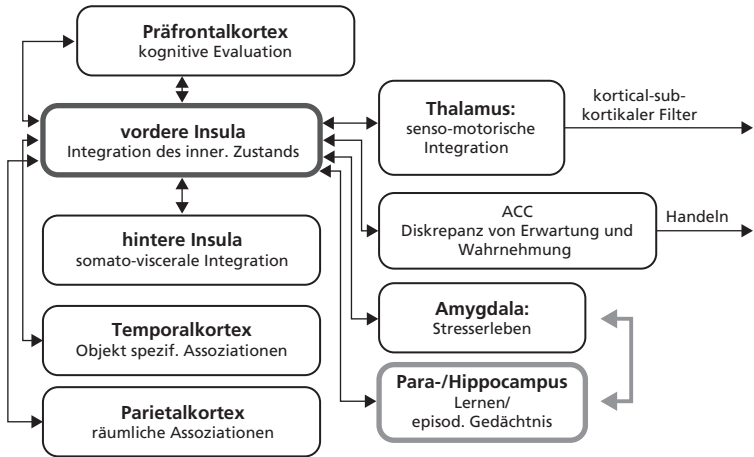 Präfrontalkortex
kognitive Evaluation
vordere Insula
Integration des inner. Zustands
hintere Insula
somato-viscerale Integration
Temporalkortex
Objekt spezif. Assoziationen
Parietalkortex
räumliche Assoziationen
Thalamus:
senso-motorische
Integration
kortical-sub-
kortikaler Filter
ACC
Diskrepanz von Erwartung und
Wahrnehmung
Handeln
Amygdala:
Stresserleben
Para-/Hippocampus
Lernen/
episod. Gedächtnis